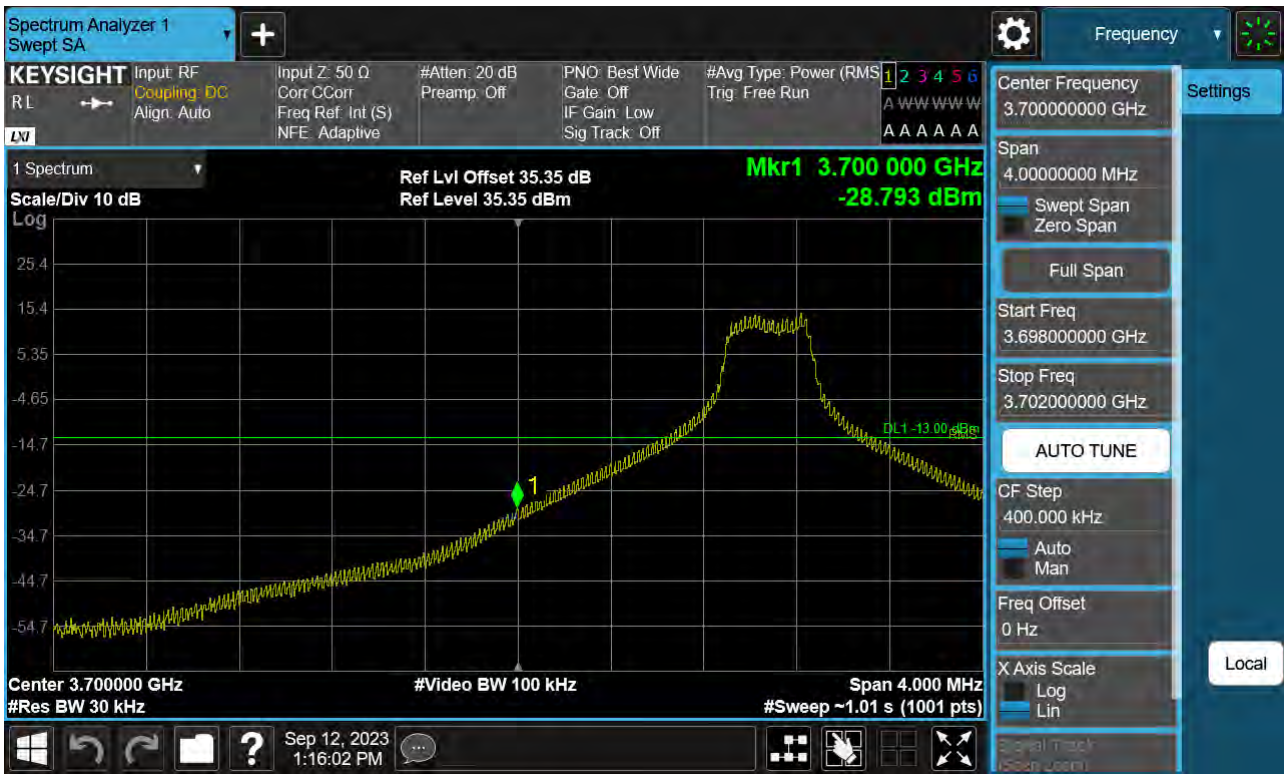 Spectrum Analyzer 1
Swept SA
+
Frequency
KEYSIGHT
RL
LXI
Input: RF
Coupling: DC
Align: Auto
Input Z: 50 Ω
Corr CCorr
Freq Ref: Int (S)
NFE: Adaptive
#Atten: 20 dB
Preamp: Off
PNO: Best Wide
Gate: Off
IF Gain: Low
Sig Track: Off
#Avg Type: Power (RMS
Trig: Free Run
1 2 3 4 5 6
A W W W W W
A A A A A A
1 Spectrum
Scale/Div 10 dB
Log
Ref Lvl Offset 35.35 dB
Ref Level 35.35 dBm
Mkr1 3.700 000 GHz
-28.793 dBm
25.4
15.4
5.35
-4.65
-14.7
-24.7
-34.7
-44.7
-54.7
1
DL1 -13.00 dBm
RMS
Center 3.700000 GHz
#Res BW 30 kHz
#Video BW 100 kHz
Span 4.000 MHz
#Sweep ~1.01 s (1001 pts)
Center Frequency
3.700000000 GHz
Span
4.00000000 MHz
Swept Span
Zero Span
Full Span
Start Freq
3.698000000 GHz
Stop Freq
3.702000000 GHz
AUTO TUNE
CF Step
400.000 kHz
Auto
Man
Freq Offset
0 Hz
X Axis Scale
Log
Lin
Signal Track
(Span Zoom)
Settings
Local
?
Sep 12, 2023
1:16:02 PM